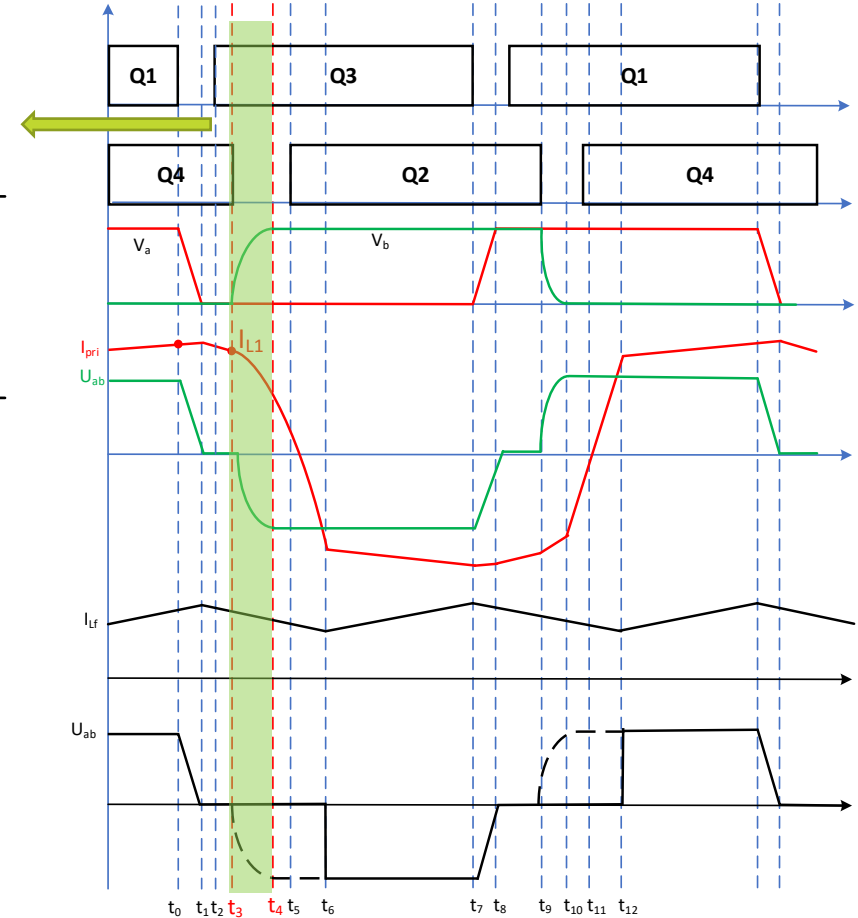 Q1 Q3 Q1
Q4 Q2 Q4
Va Vb
Ipri IL1
Uab
ILf
Uab
t0 t1 t2 t3 t4 t5 t6 t7 t8 t9 t10 t11 t12